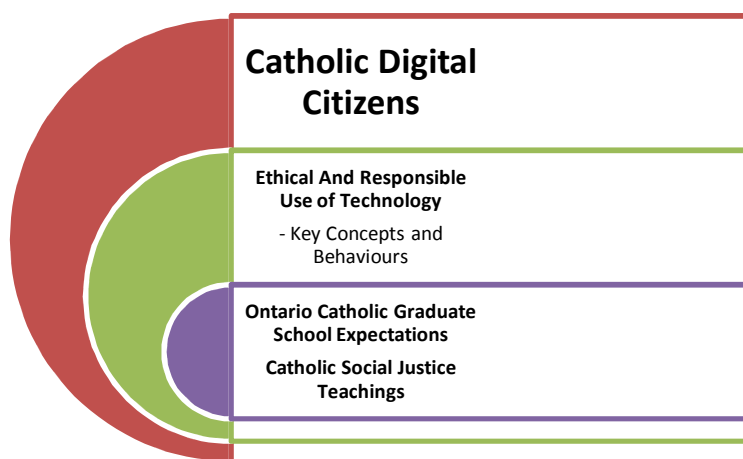 Catholic Digital
Citizens
Ethical And Responsible
Use of Technology
- Key Concepts and
Behaviours
Ontario Catholic Graduate
School Expectations
Catholic Social Justice
Teachings